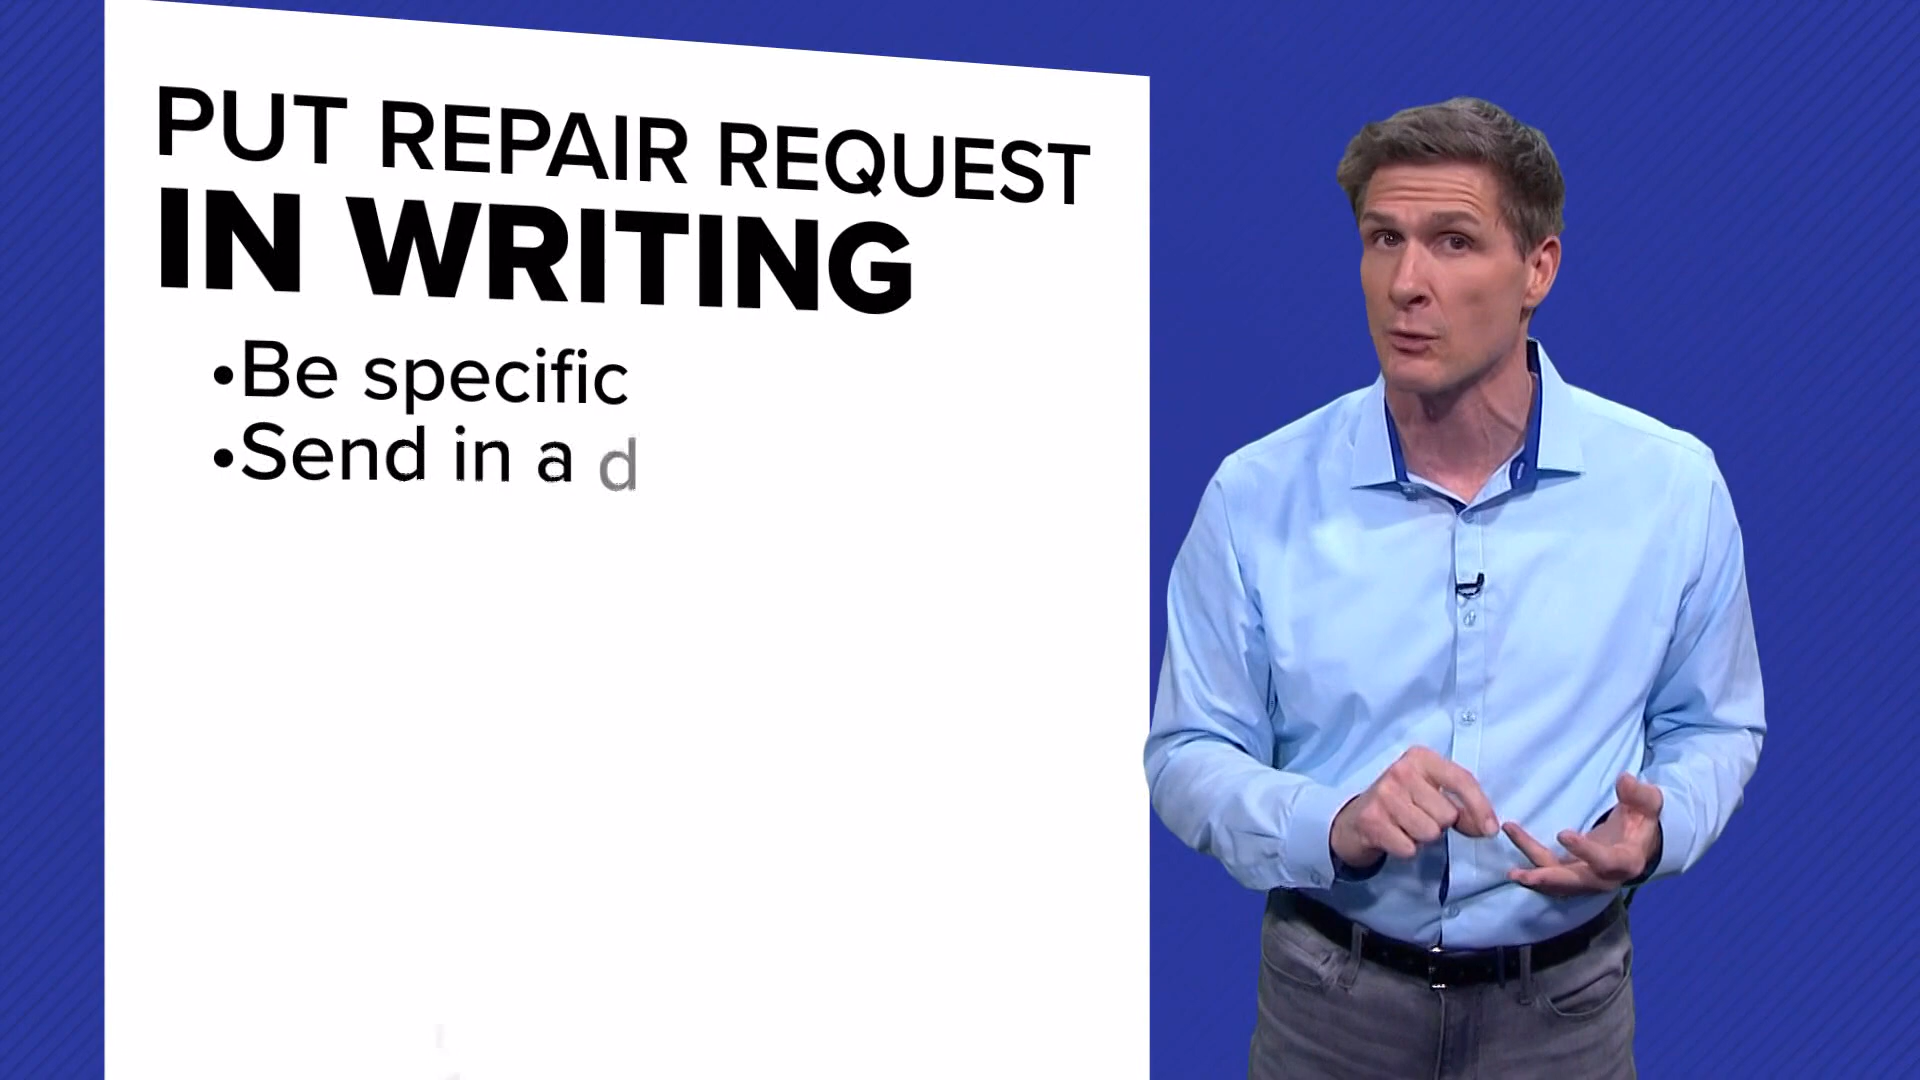 PUT REPAIR REQUEST
IN WRITING
•Be specific
•Send in a d